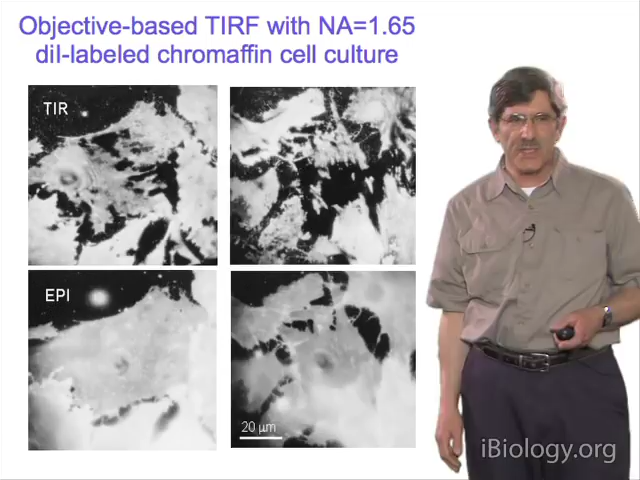 Objective-based TIRF with NA=1.65
diI-labeled chromaffin cell culture
TIR
EPI
20 μm
iBiology.org